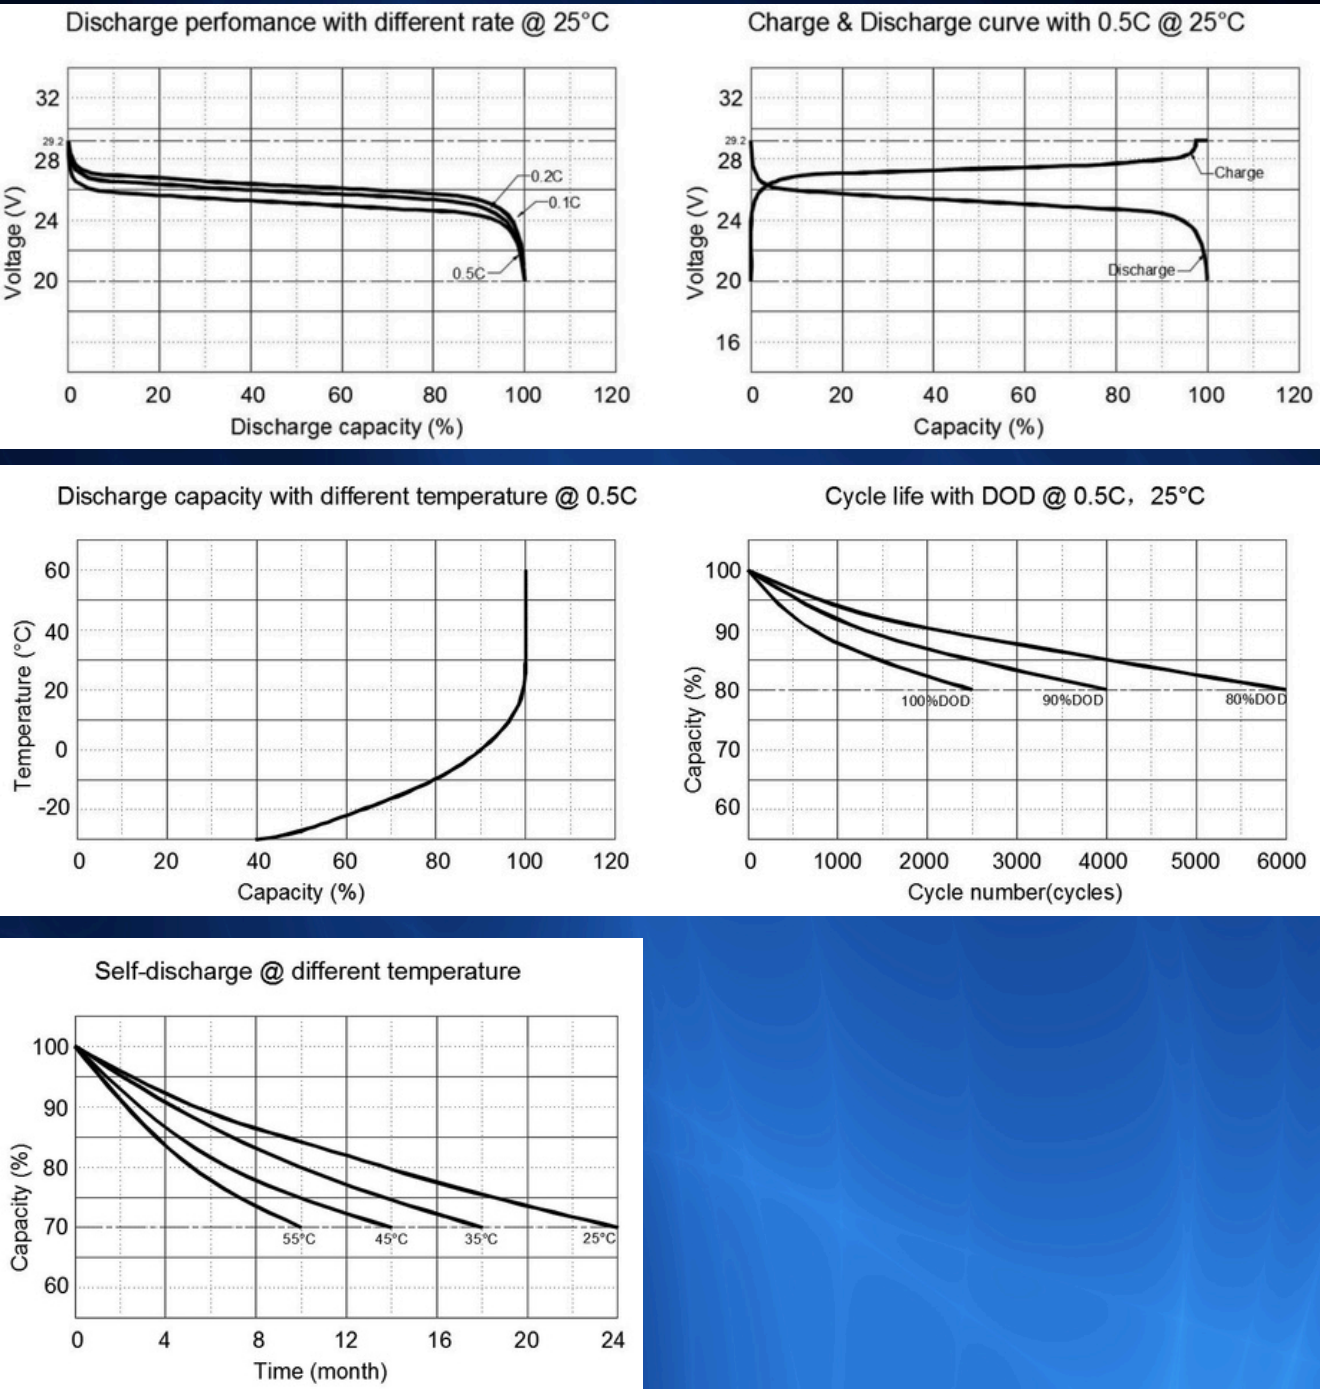 Discharge perfomance with different rate @ 25°C
32
29.2
28
24
20
Voltage (V)
0.2C
0.1C
0.5C
0 20 40 60 80 100 120
Discharge capacity (%)
Charge & Discharge curve with 0.5C @ 25°C
32
29.2
28
24
20
16
Voltage (V)
Charge
Discharge
0 20 40 60 80 100 120
Capacity (%)
Discharge capacity with different temperature @ 0.5C
60
40
20
0
-20
Temperature (°C)
0 20 40 60 80 100 120
Capacity (%)
Cycle life with DOD @ 0.5C, 25°C
100
90
80
70
60
Capacity (%)
100%DOD 90%DOD 80%DOD
0 1000 2000 3000 4000 5000 6000
Cycle number(cycles)
Self-discharge @ different temperature
100
90
80
70
60
Capacity (%)
55°C 45°C 35°C 25°C
0 4 8 12 16 20 24
Time (month)